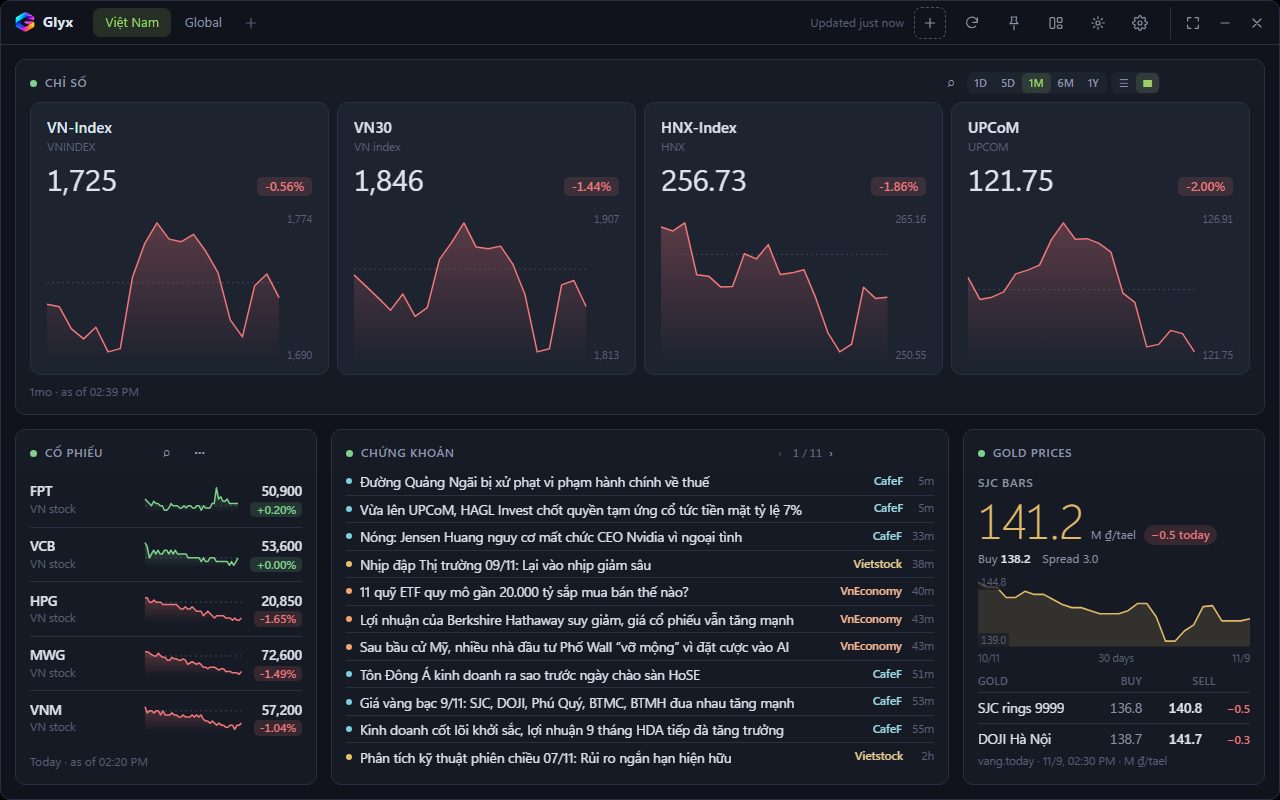 Glyx Việt Nam Global + Updated just now
CHỈ SỐ 1D 5D 1M 6M 1Y
VN-Index
VNINDEX
1,725 -0.56%
1,774
1,690
VN30
VN index
1,846 -1.44%
1,907
1,813
HNX-Index
HNX
256.73 -1.86%
265.16
250.55
UPCoM
UPCOM
121.75 -2.00%
126.91
121.75
1mo · as of 02:39 PM
CỔ PHIẾU
FPT 50,900
VN stock +0.20%
VCB 53,600
VN stock +0.00%
HPG 20,850
VN stock -1.65%
MWG 72,600
VN stock -1.49%
VNM 57,200
VN stock -1.04%
Today · as of 02:20 PM
CHỨNG KHOÁN ‹ 1 / 11 ›
Đường Quảng Ngãi bị xử phạt vi phạm hành chính về thuế CafeF 5m
Vừa lên UPCoM, HAGL Invest chốt quyền tạm ứng cổ tức tiền mặt tỷ lệ 7% CafeF 5m
Nóng: Jensen Huang nguy cơ mất chức CEO Nvidia vì ngoại tình CafeF 33m
Nhịp đập Thị trường 09/11: Lại vào nhịp giảm sâu Vietstock 38m
11 quỹ ETF quy mô gần 20.000 tỷ sắp mua bán thế nào? VnEconomy 40m
Lợi nhuận của Berkshire Hathaway suy giảm, giá cổ phiếu vẫn tăng mạnh VnEconomy 43m
Sau bầu cử Mỹ, nhiều nhà đầu tư Phố Wall “vỡ mộng” vì đặt cược vào AI VnEconomy 43m
Tôn Đông Á kinh doanh ra sao trước ngày chào sàn HoSE CafeF 51m
Giá vàng bạc 9/11: SJC, DOJI, Phú Quý, BTMC, BTMH đua nhau tăng mạnh CafeF 53m
Kinh doanh cốt lõi khởi sắc, lợi nhuận 9 tháng HDA tiếp đà tăng trưởng CafeF 55m
Phân tích kỹ thuật phiên chiều 07/11: Rủi ro ngắn hạn hiện hữu Vietstock 2h
GOLD PRICES
SJC BARS
141.2 M ₫/tael −0.5 today
Buy 138.2 Spread 3.0
144.8
139.0
10/11 30 days 11/9
GOLD BUY SELL
SJC rings 9999 136.8 140.8 −0.5
DOJI Hà Nội 138.7 141.7 −0.3
vang.today · 11/9, 02:30 PM · M ₫/tael